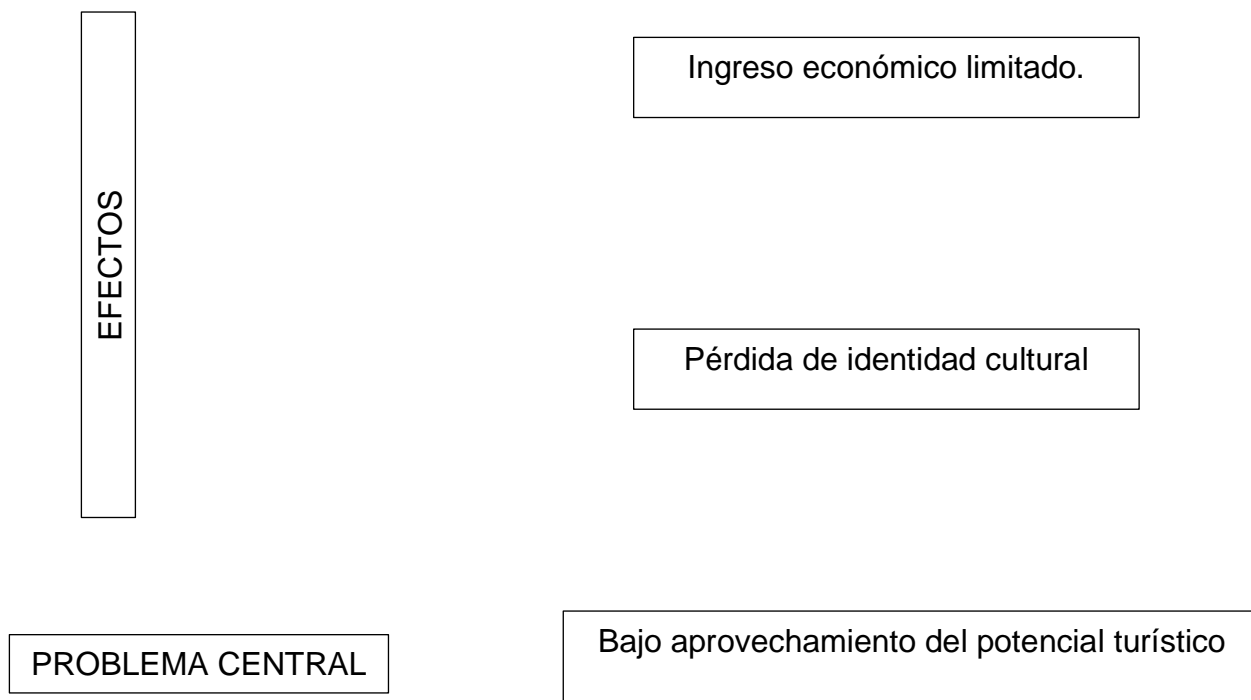 EFECTOS
Ingreso económico limitado.
Pérdida de identidad cultural
PROBLEMA CENTRAL
Bajo aprovechamiento del potencial turístico